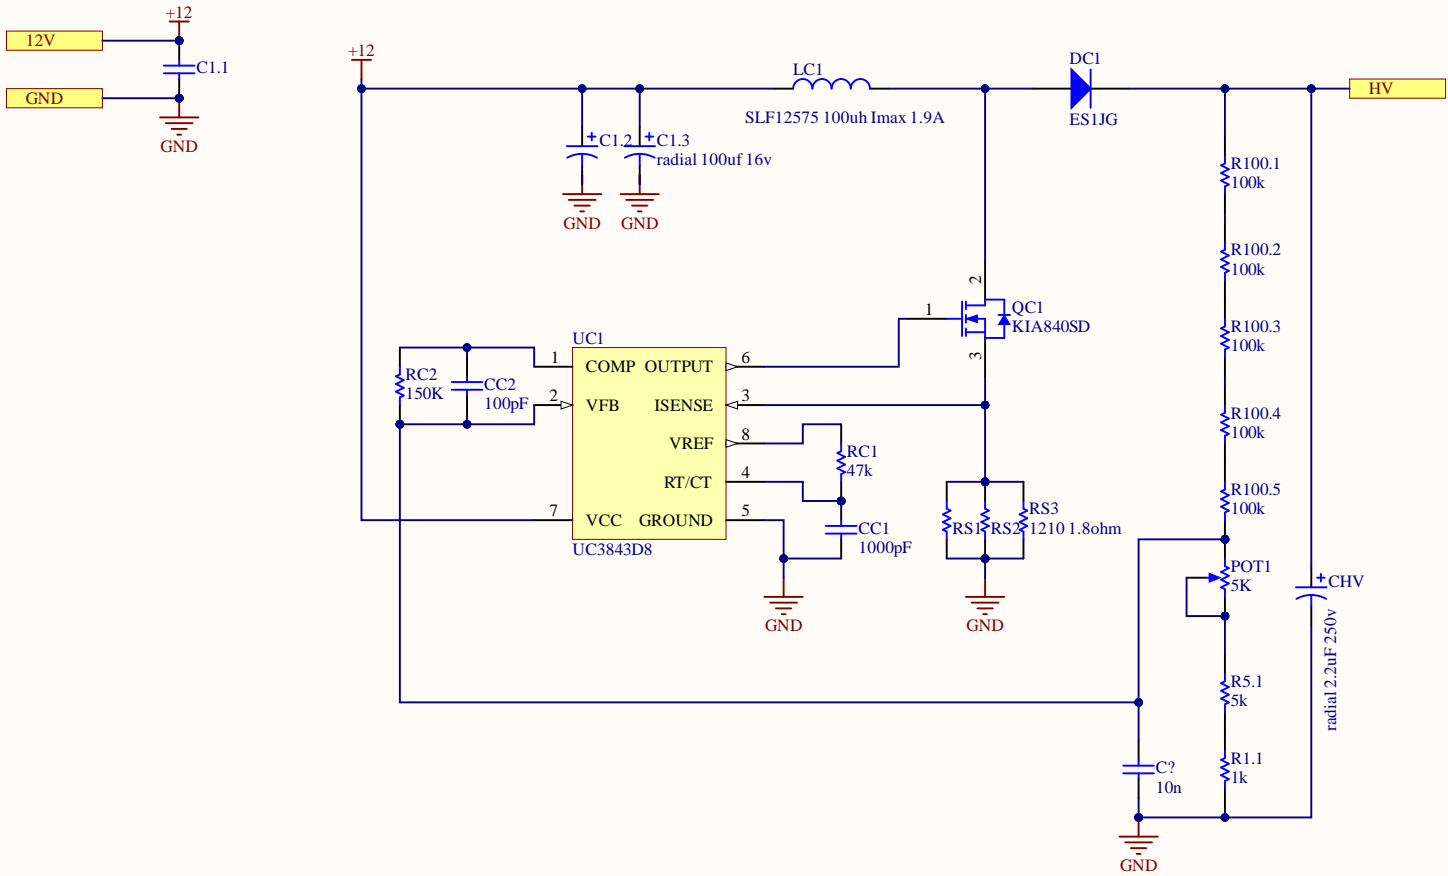 +12
12V
C1.1
GND
GND
+12
LC1
SLF12575 100uh Imax 1.9A
DC1
ES1JG
HV
C1.2
C1.3
radial 100uf 16v
GND
GND
R100.1
100k
R100.2
100k
R100.3
100k
R100.4
100k
R100.5
100k
2
1
QC1
KIA840SD
3
UC1
1
COMP
OUTPUT
6
2
VFB
ISENSE
3
VREF
8
RT/CT
4
7
VCC
GROUND
5
UC3843D8
RC2
150K
CC2
100pF
RC1
47k
CC1
1000pF
GND
RS1
RS2
RS3
1210 1.8ohm
GND
POT1
5K
CHV
radial 2.2uF 250v
R5.1
5k
R1.1
1k
C?
10n
GND